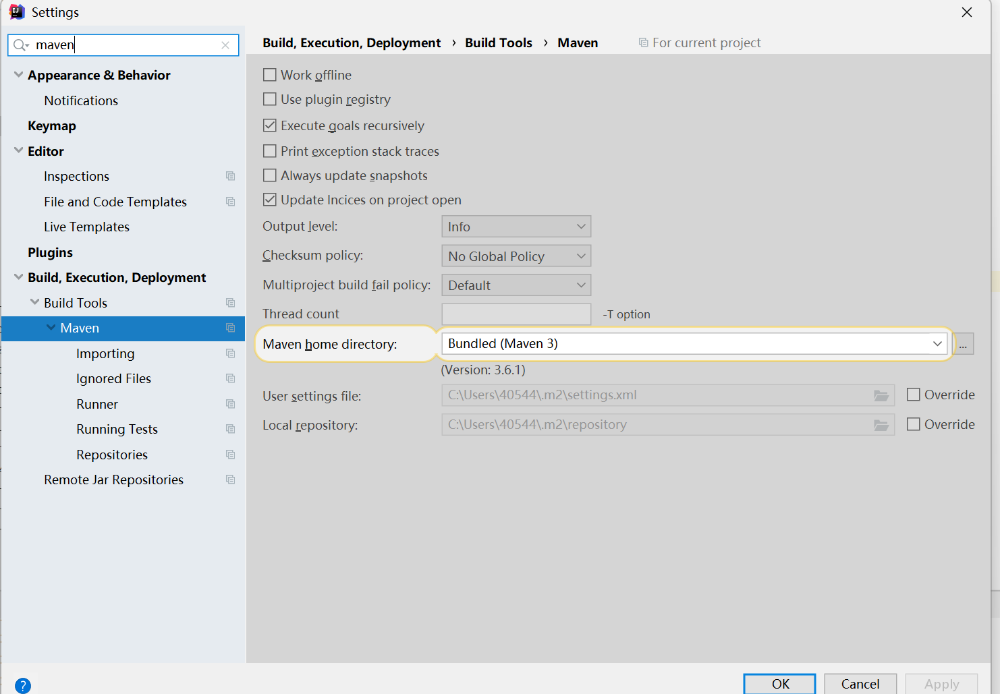 Settings
maven
Appearance & Behavior
Notifications
Keymap
Editor
Inspections
File and Code Templates
Live Templates
Plugins
Build, Execution, Deployment
Build Tools
Maven
Importing
Ignored Files
Runner
Running Tests
Repositories
Remote Jar Repositories
?
Build, Execution, Deployment › Build Tools › Maven For current project
Work offline
Use plugin registry
Execute goals recursively
Print exception stack traces
Always update snapshots
Update Incices on project open
Output level: Info
Checksum policy: No Global Policy
Multiproject build fail policy: Default
Thread count -T option
Maven home directory: Bundled (Maven 3) ...
(Version: 3.6.1)
User settings file: C:\Users\40544\.m2\settings.xml Override
Local repository: C:\Users\40544\.m2\repository Override
OK Cancel Apply